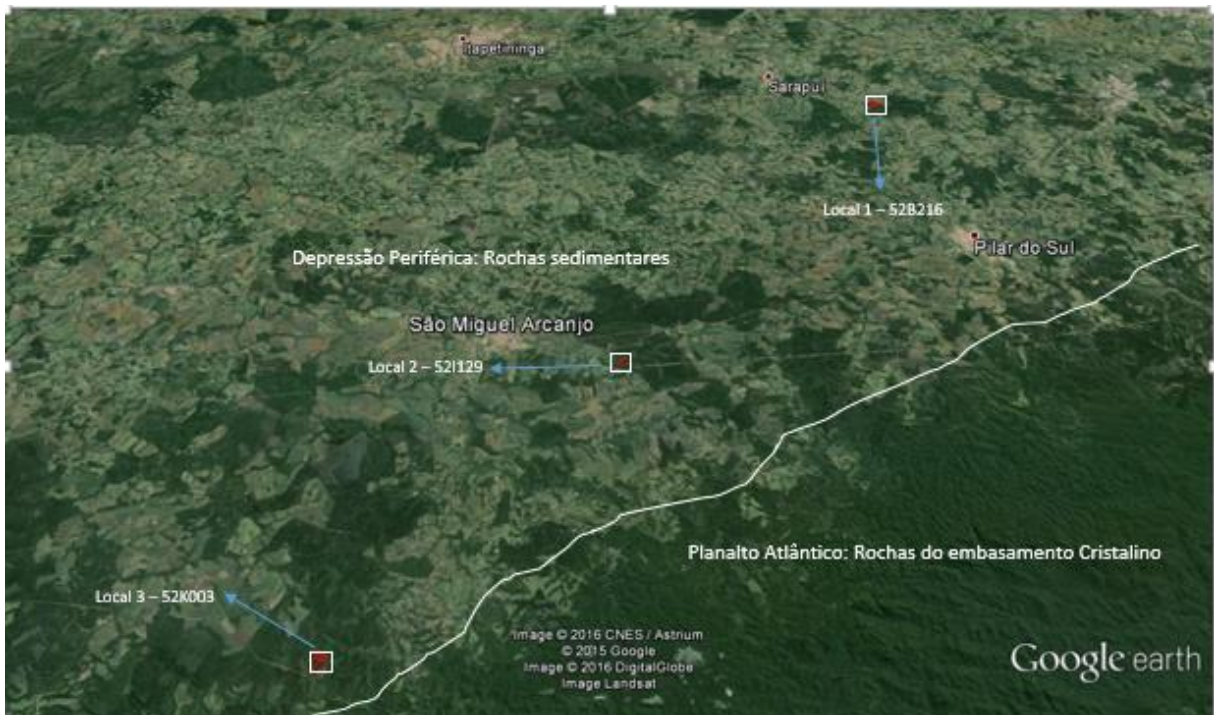 Itapetininga
Sarapuí
Local 1 – 52B216
Pilar do Sul
Depressão Periférica: Rochas sedimentares
São Miguel Arcanjo
Local 2 – 52I129
Planalto Atlântico: Rochas do embasamento Cristalino
Local 3 – 52K003
Image © 2016 CNES / Astrium
© 2015 Google
Image © 2016 DigitalGlobe
Image Landsat
Google earth